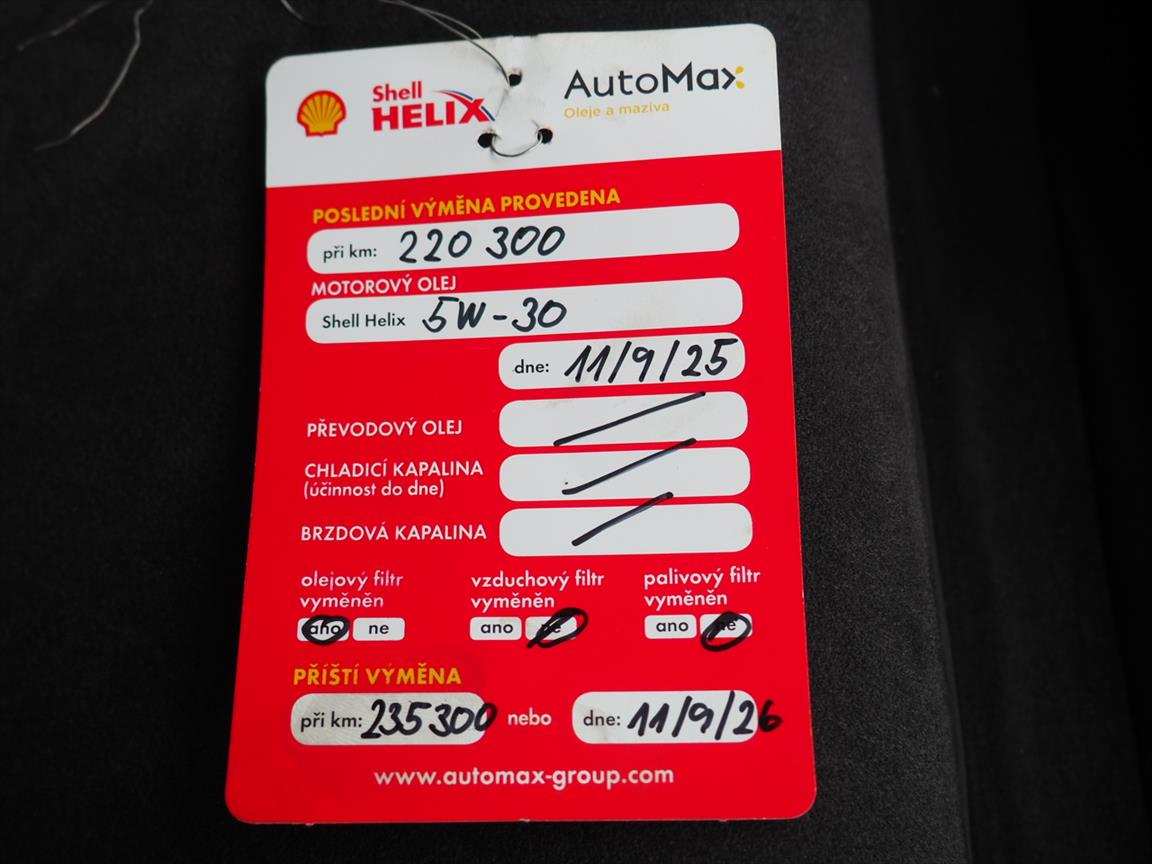 Shell
HELIX
AutoMax
Oleje a maziva
POSLEDNÍ VÝMĚNA PROVEDENA
při km: 220 300
MOTOROVÝ OLEJ
Shell Helix 5W-30
dne: 11/9/25
PŘEVODOVÝ OLEJ
CHLADICÍ KAPALINA
(účinnost do dne)
BRZDOVÁ KAPALINA
olejový filtr vzduchový filtr palivový filtr
vyměněn vyměněn vyměněn
ano ne ano ne ano ne
PŘÍŠTÍ VÝMĚNA
při km: 235300 nebo dne: 11/9/26
www.automax-group.com